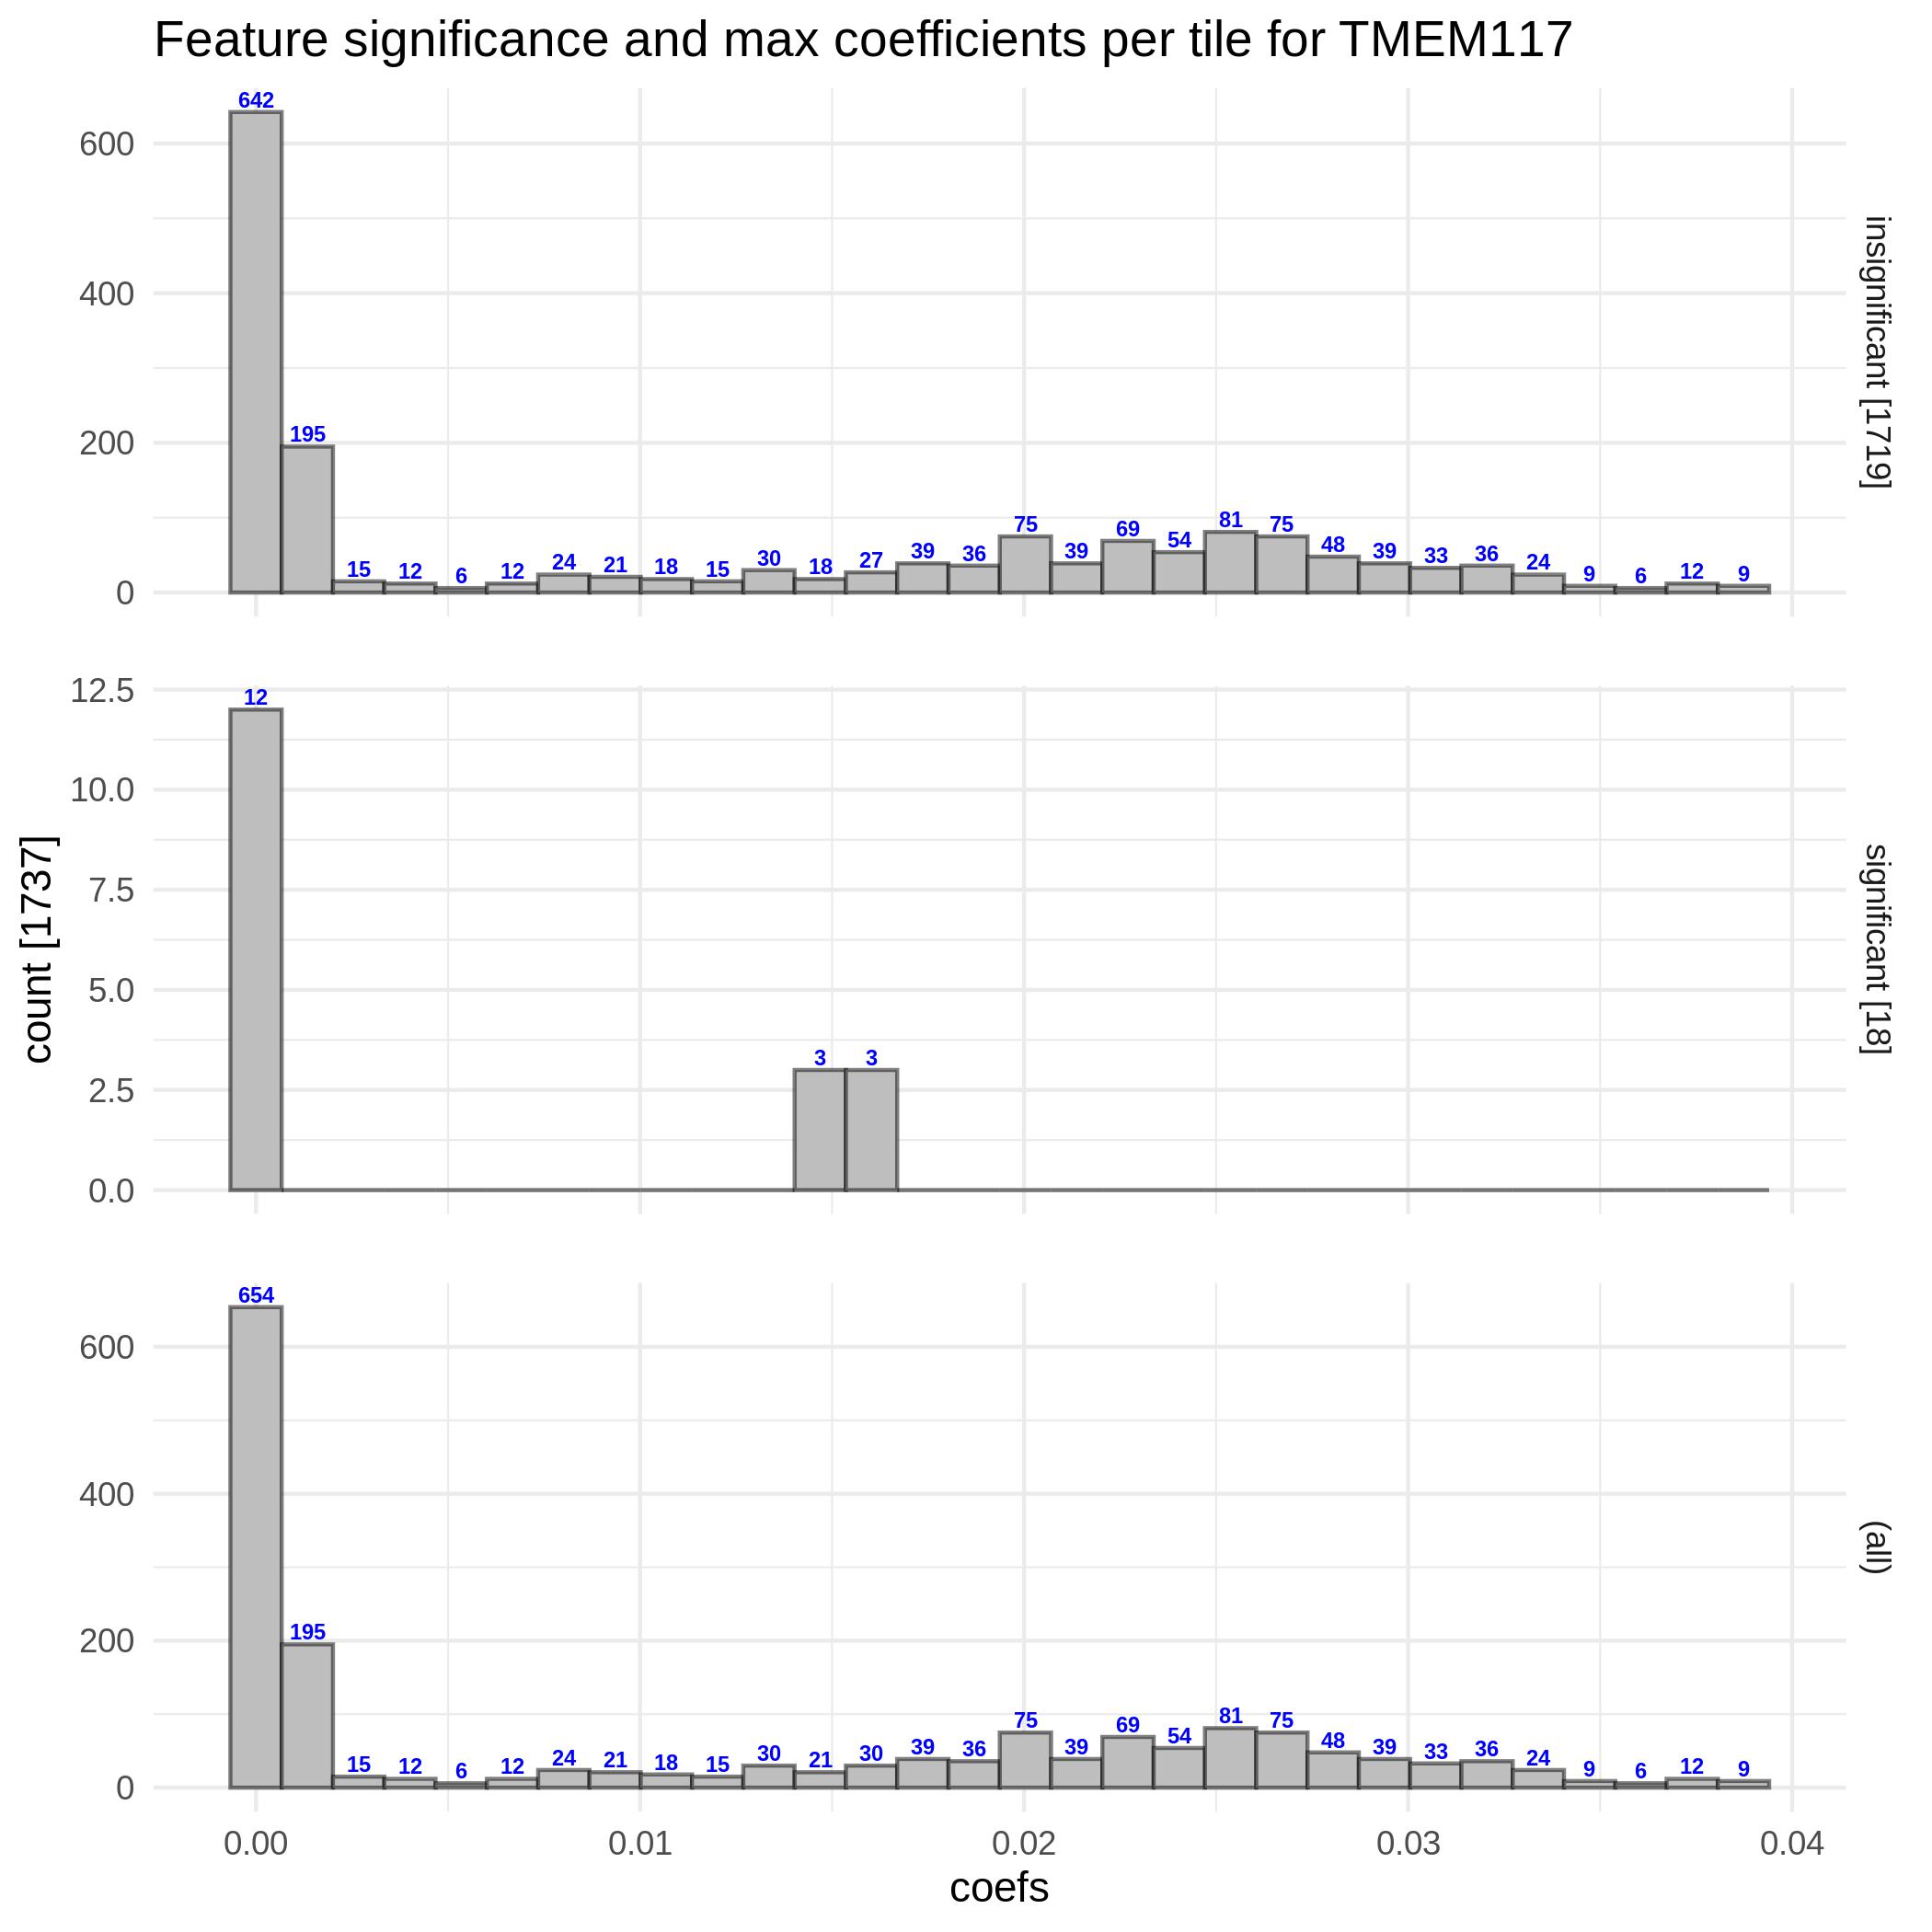 Feature significance and max coefficients per tile for TMEM117
642
600
400
200
0
195 15 12 6 12 24 21 18 15 30 18 27 39 36 75 39 69 54 81 75 48 39 33 36 24 9 6 12 9
insignificant [1719]
count [1737]
12.5
10.0
7.5
5.0
2.5
0.0
12 3 3
significant [18]
654
600
400
200
0
195 15 12 6 12 24 21 18 15 30 21 30 39 36 75 39 69 54 81 75 48 39 33 36 24 9 6 12 9
(all)
0.00 0.01 0.02 0.03 0.04
coefs